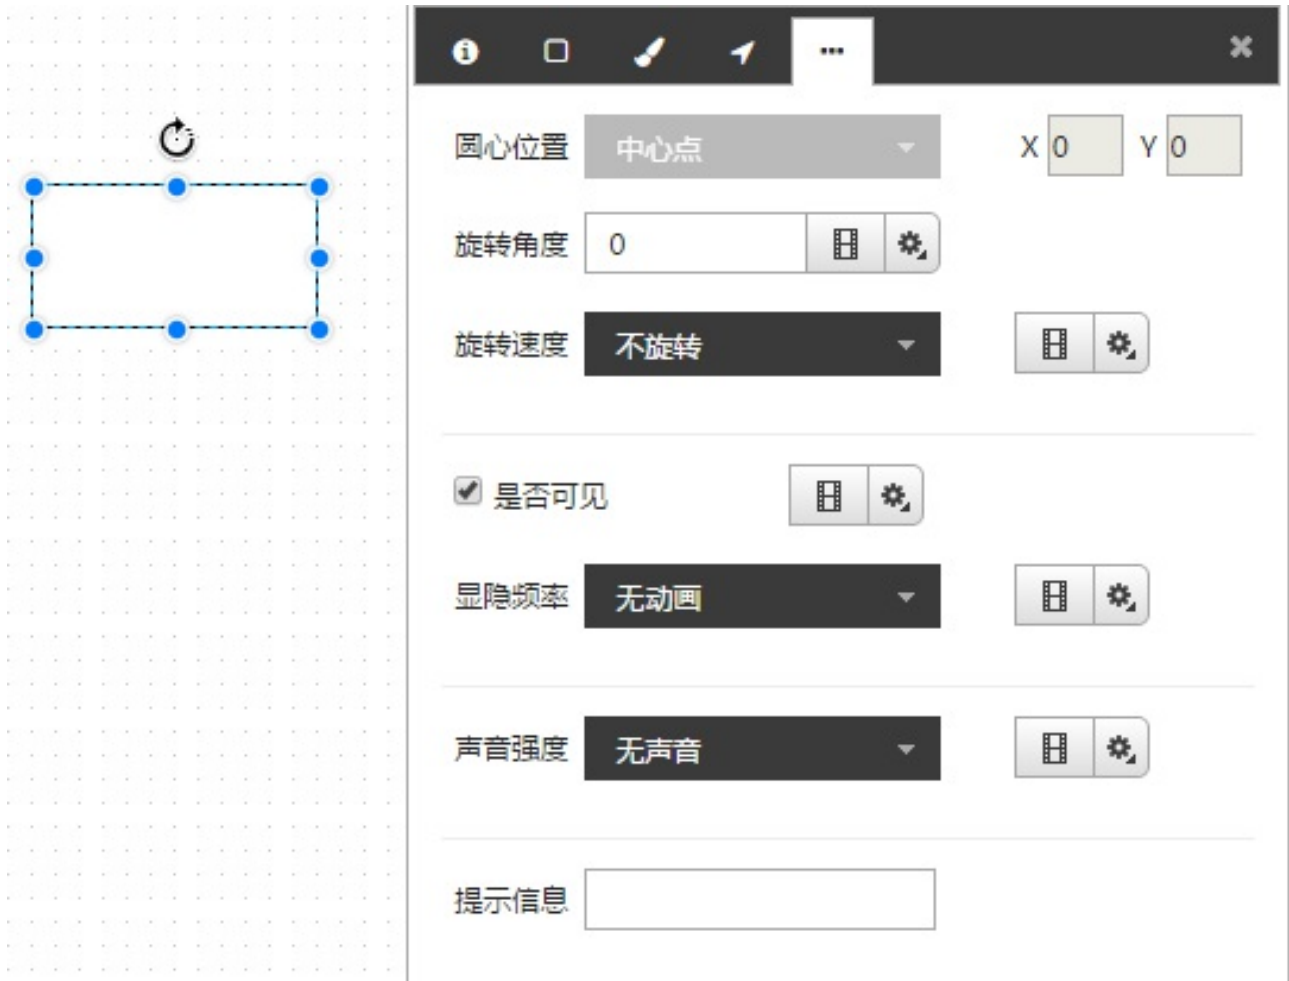 圆心位置 中心点 X 0 Y 0
旋转角度 0
旋转速度 不旋转
是否可见
显隐频率 无动画
声音强度 无声音
提示信息